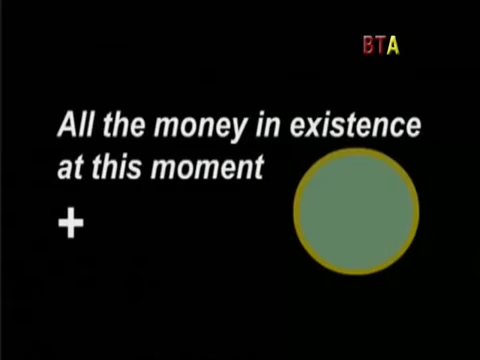 BTA
All the money in existence
at this moment
+